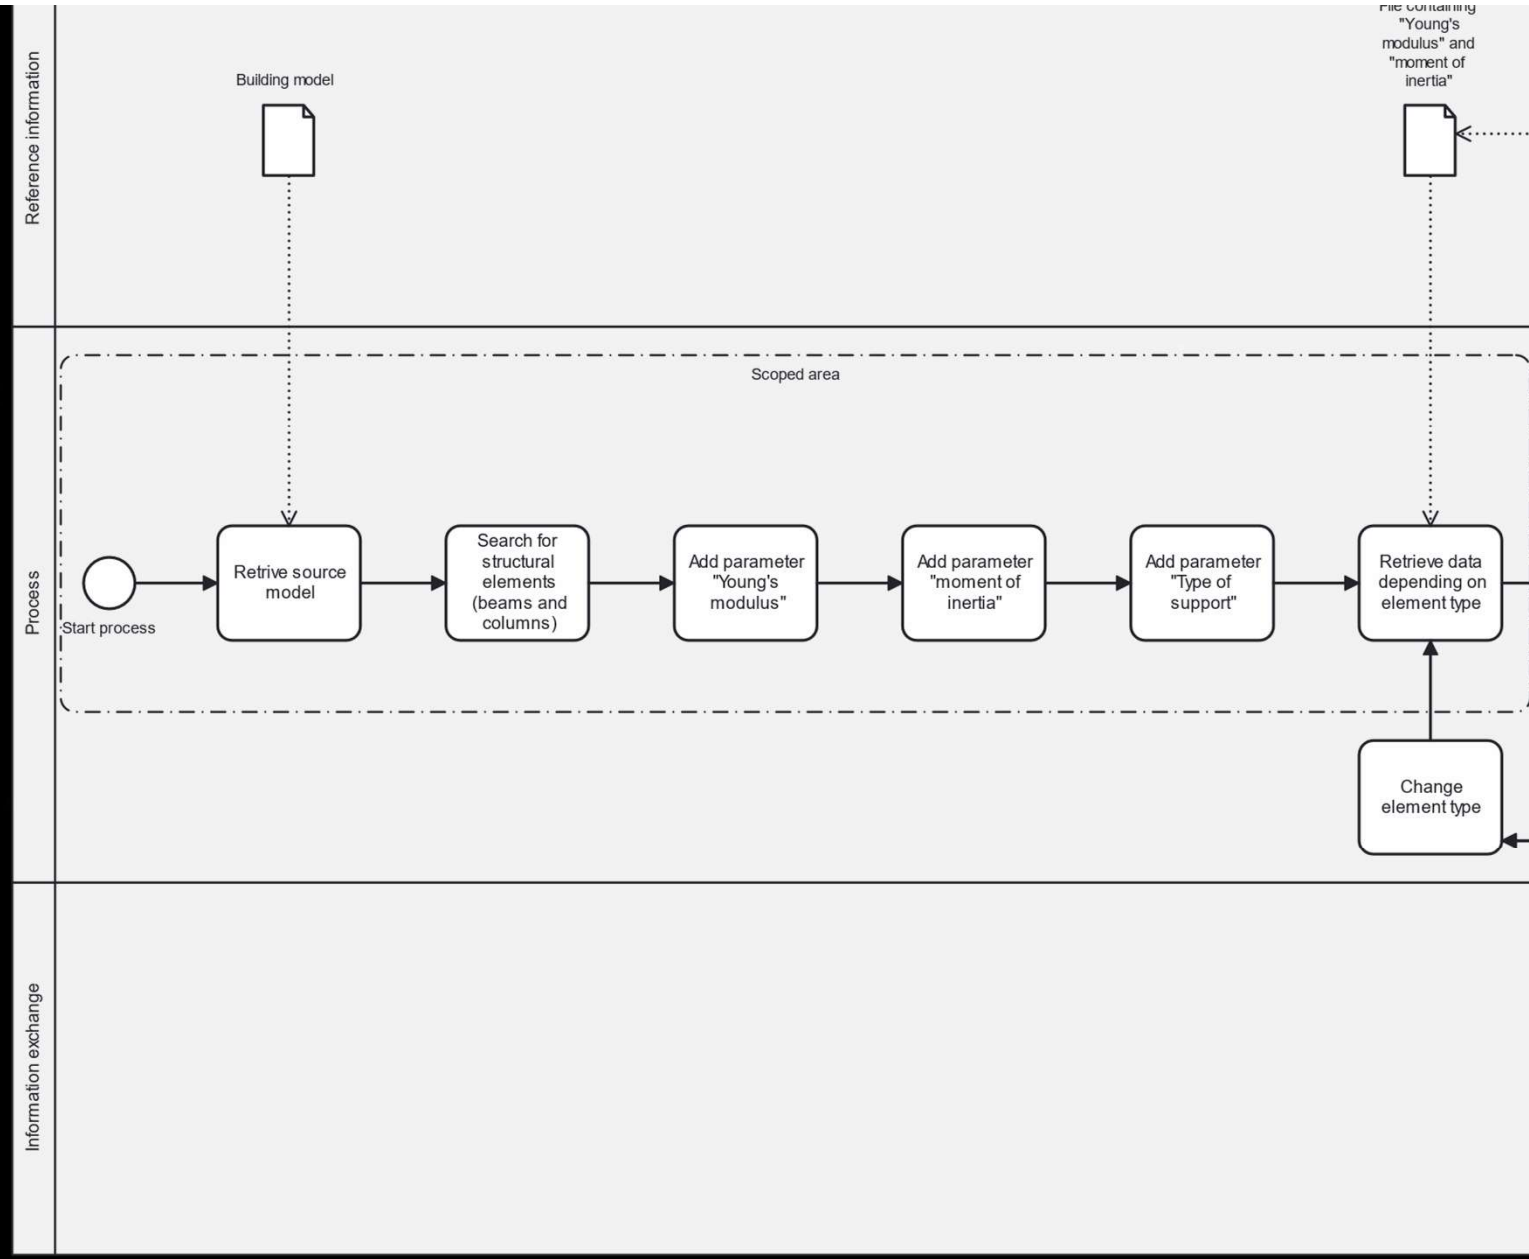 Reference information
Building model
File containing
"Young's
modulus" and
"moment of
inertia"
Process
Scoped area
Start process
Retrive source
model
Search for
structural
elements
(beams and
columns)
Add parameter
"Young's
modulus"
Add parameter
"moment of
inertia"
Add parameter
"Type of
support"
Retrieve data
depending on
element type
Change
element type
Information exchange